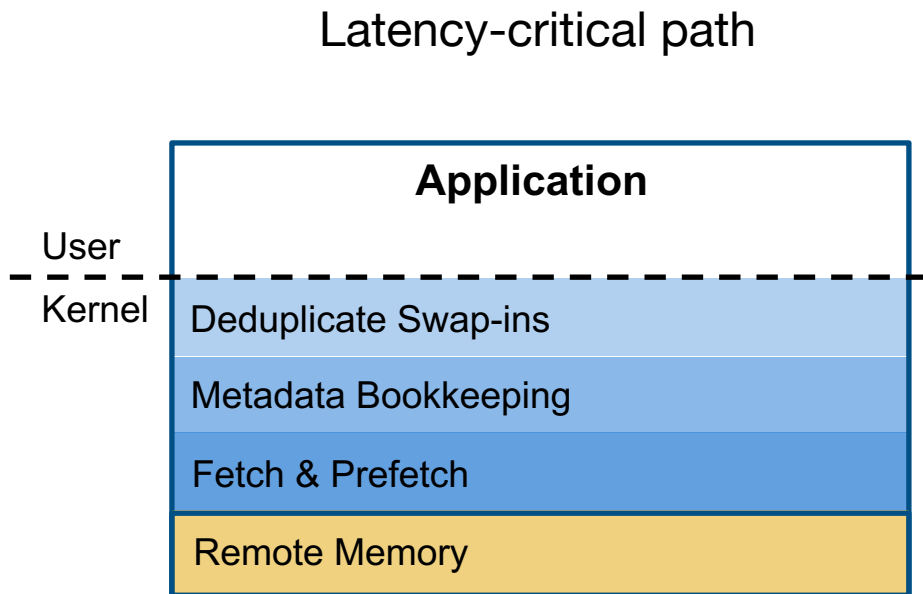 Latency-critical path
Application
User
Kernel
Deduplicate Swap-ins
Metadata Bookkeeping
Fetch & Prefetch
Remote Memory